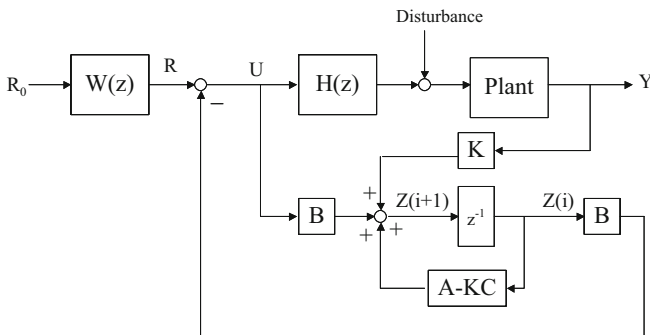 Disturbance
R₀
W(z)
R
−
U
H(z)
Plant
Y
K
B
+
+
+
Z(i+1)
z⁻¹
Z(i)
B
A-KC